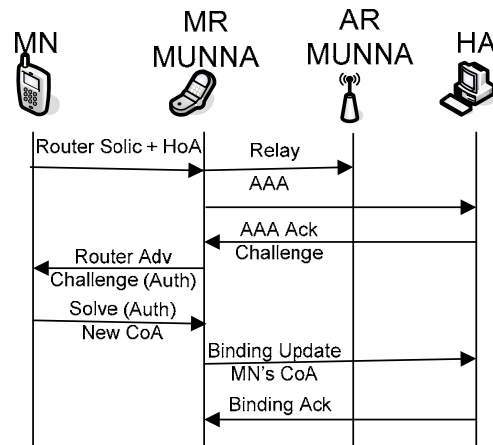 MN
MR
MUNNA
AR
MUNNA
HA
Router Solic + HoA
Relay
AAA
AAA Ack
Challenge
Router Adv
Challenge (Auth)
Solve (Auth)
New CoA
Binding Update
MN's CoA
Binding Ack